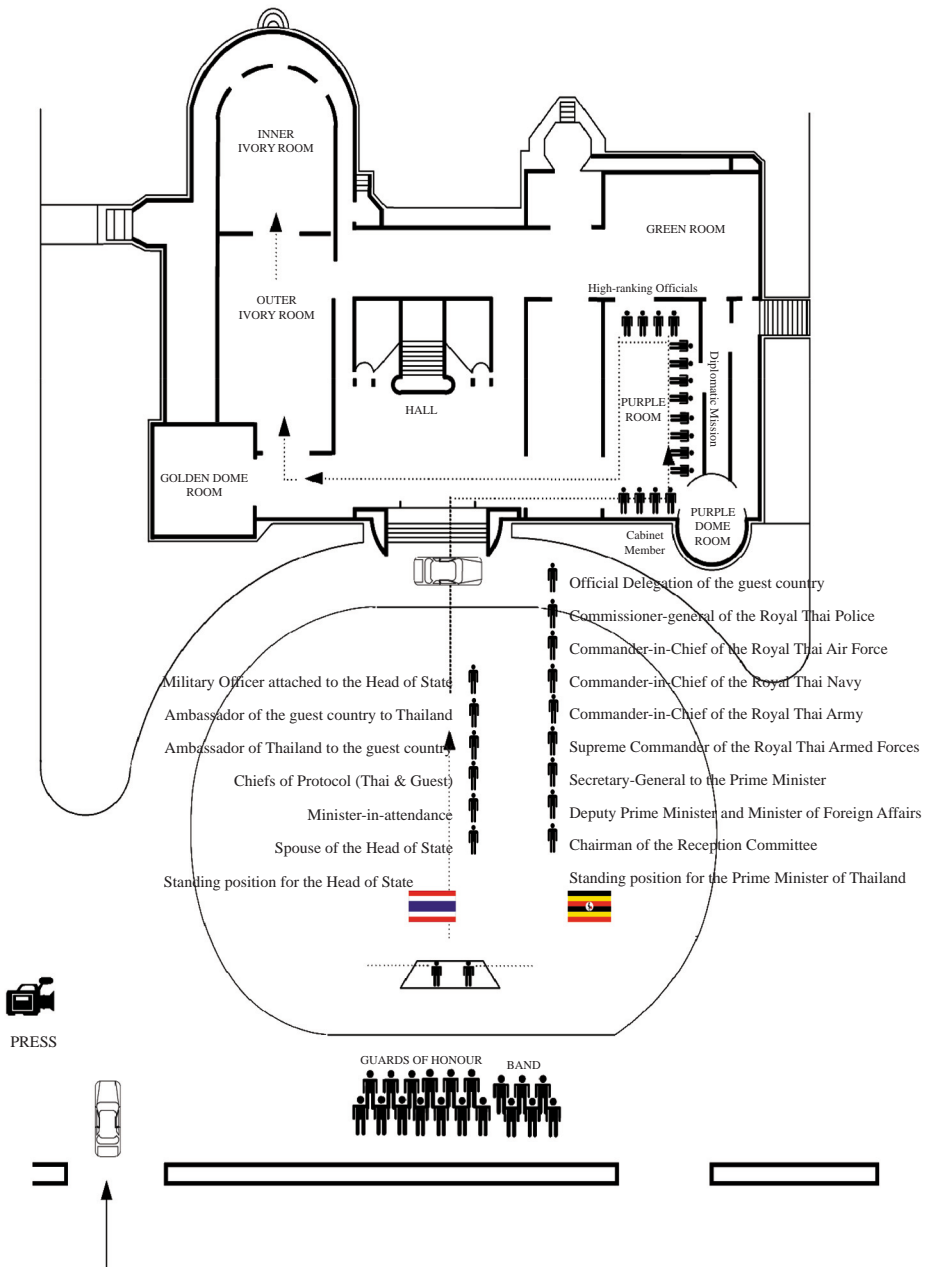 INNER
IVORY ROOM
GREEN ROOM
High-ranking Officials
OUTER
IVORY ROOM
Diplomatic Mission
PURPLE
ROOM
HALL
GOLDEN DOME
ROOM
PURPLE
DOME
ROOM
Cabinet
Member
Official Delegation of the guest country
Commissioner-general of the Royal Thai Police
Commander-in-Chief of the Royal Thai Air Force
Commander-in-Chief of the Royal Thai Navy
Commander-in-Chief of the Royal Thai Army
Supreme Commander of the Royal Thai Armed Forces
Secretary-General to the Prime Minister
Deputy Prime Minister and Minister of Foreign Affairs
Chairman of the Reception Committee
Standing position for the Prime Minister of Thailand
Military Officer attached to the Head of State
Ambassador of the guest country to Thailand
Ambassador of Thailand to the guest country
Chiefs of Protocol (Thai & Guest)
Minister-in-attendance
Spouse of the Head of State
Standing position for the Head of State
PRESS
GUARDS OF HONOUR
BAND